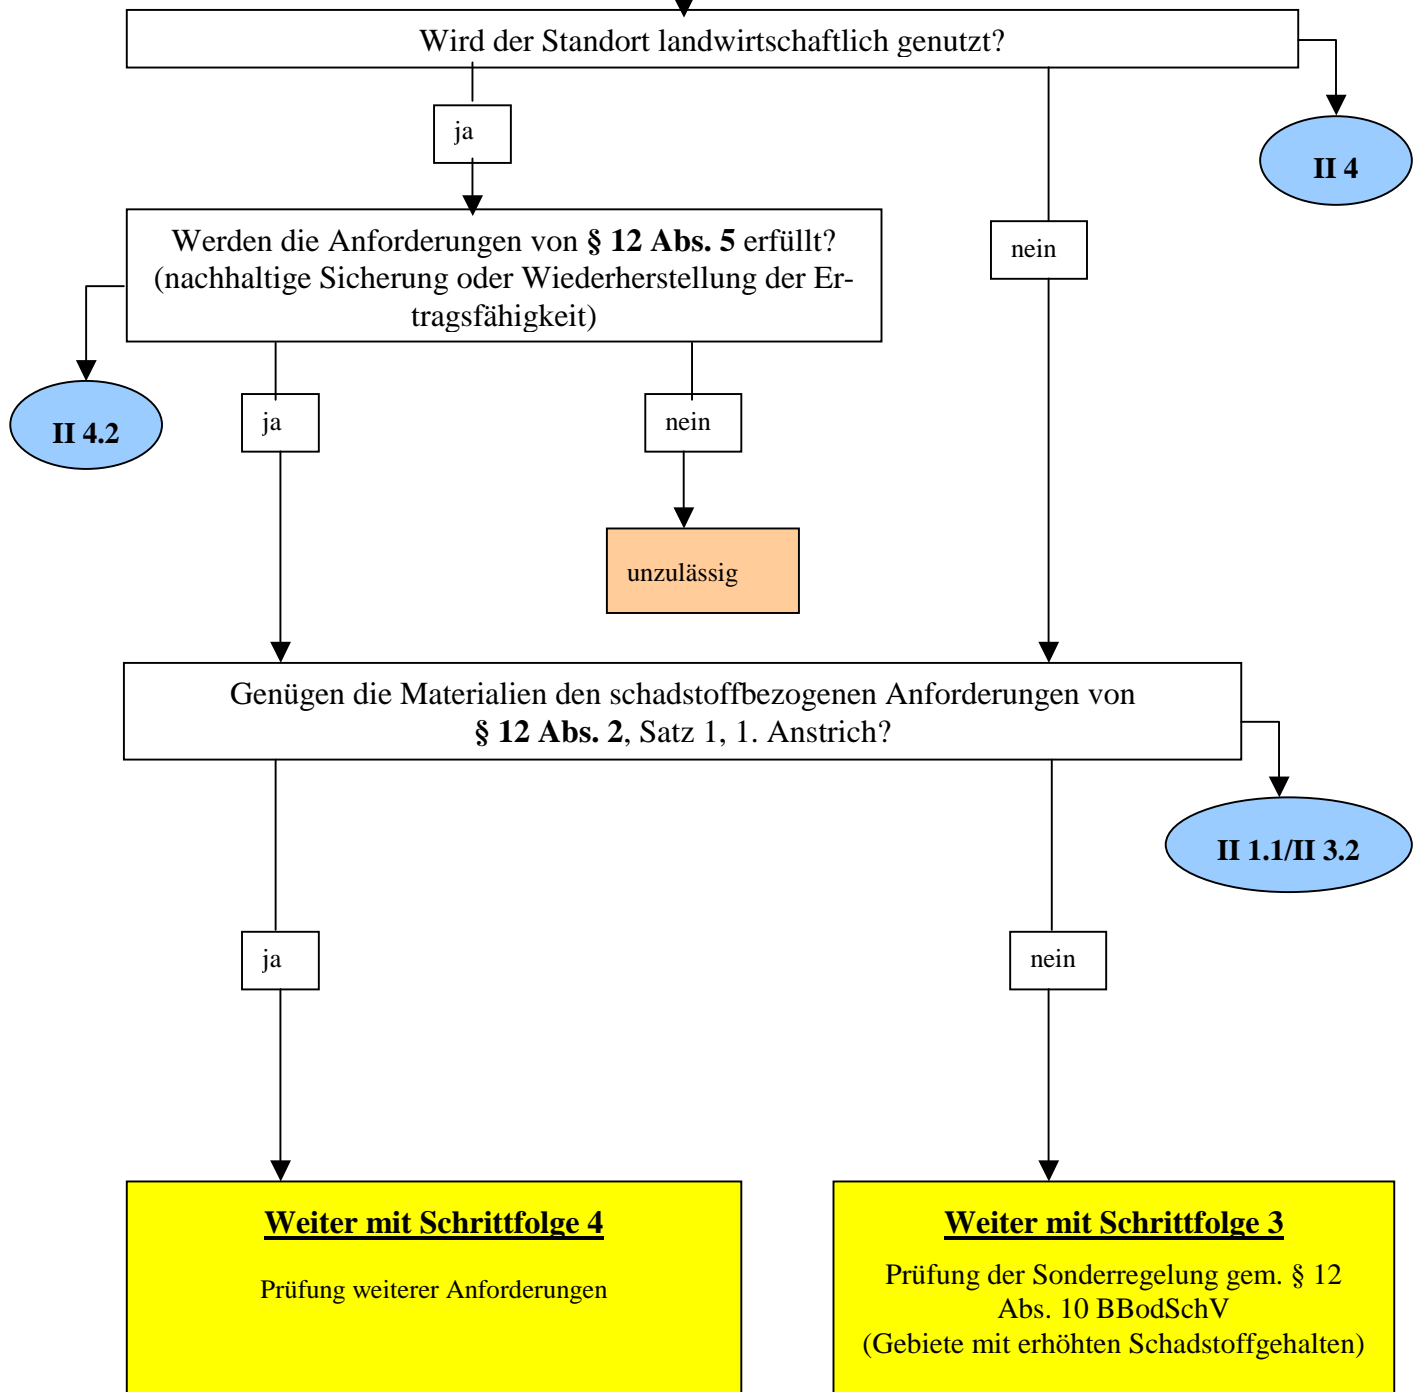 Wird der Standort landwirtschaftlich genutzt?
ja
II 4
Werden die Anforderungen von § 12 Abs. 5 erfüllt?
(nachhaltige Sicherung oder Wiederherstellung der Er-
tragsfähigkeit)
nein
II 4.2
ja
nein
unzulässig
Genügen die Materialien den schadstoffbezogenen Anforderungen von
§ 12 Abs. 2, Satz 1, 1. Anstrich?
II 1.1/II 3.2
ja
nein
Weiter mit Schrittfolge 4
Prüfung weiterer Anforderungen
Weiter mit Schrittfolge 3
Prüfung der Sonderregelung gem. § 12
Abs. 10 BBodSchV
(Gebiete mit erhöhten Schadstoffgehalten)